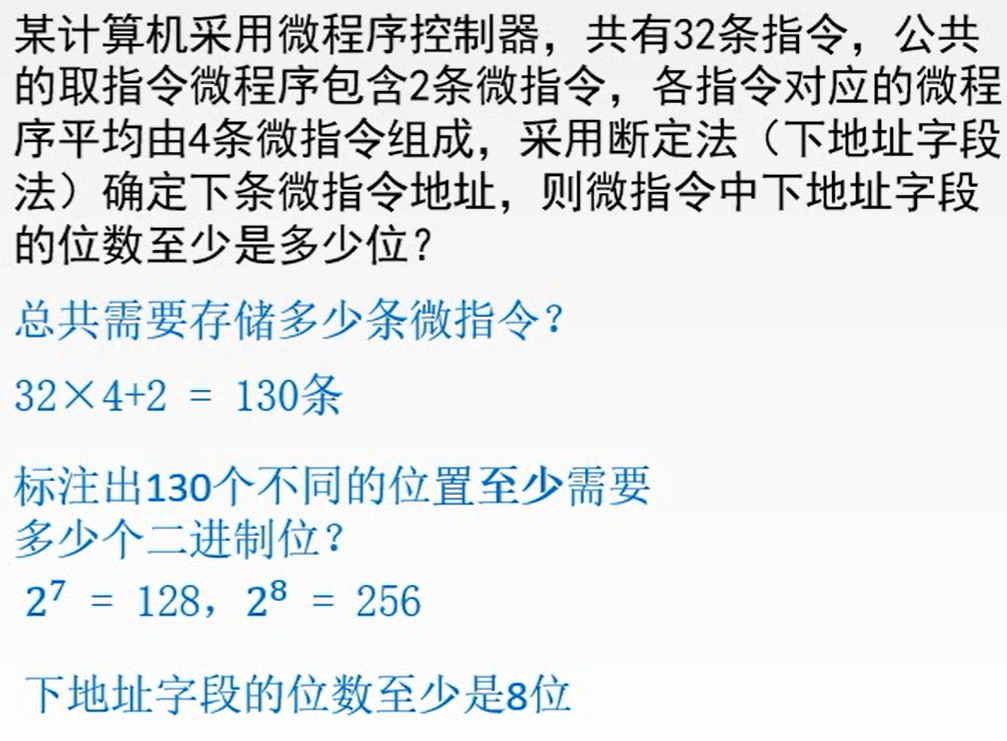 某计算机采用微程序控制器，共有32条指令，公共
的取指令微程序包含2条微指令，各指令对应的微程
序平均由4条微指令组成，采用断定法（下地址字段
法）确定下条微指令地址，则微指令中下地址字段
的位数至少是多少位？
总共需要存储多少条微指令？
32×4+2 = 130条
标注出130个不同的位置至少需要
多少个二进制位？
2⁷ = 128，2⁸ = 256
下地址字段的位数至少是8位